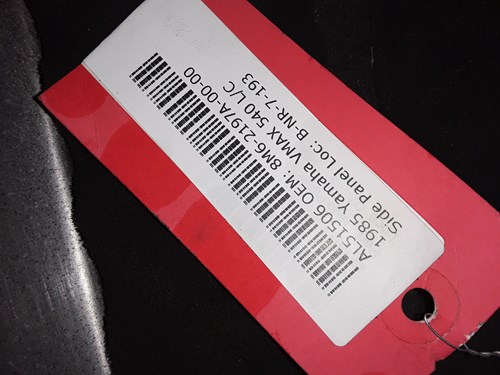 AL51506 OEM: 8M6-2197A-00-00
1985 Yamaha VMAX 540 L/C
Side Panel Loc: B-NR-7-193